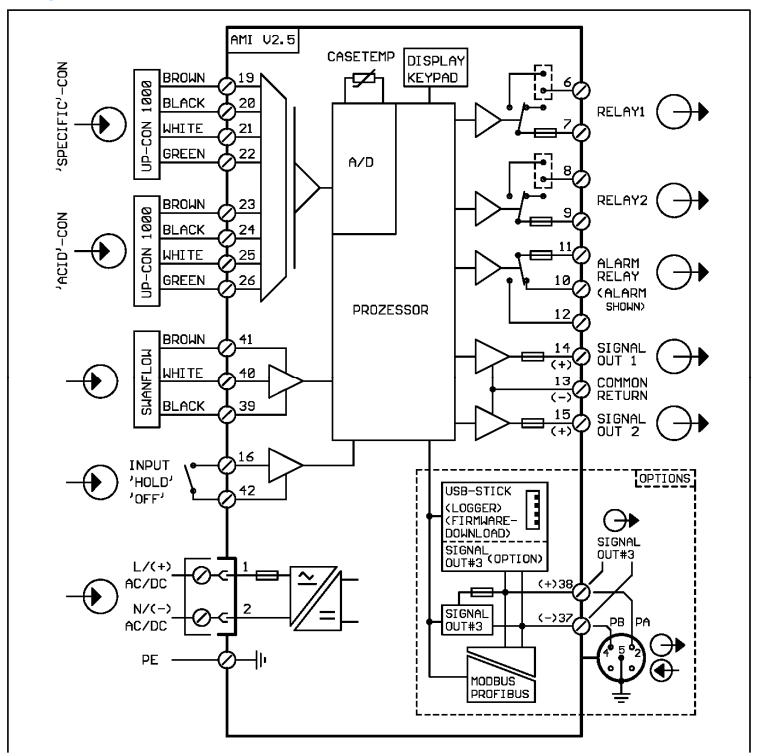 AMI V2.5
CASETEMP
DISPLAY
KEYPAD
A/D
PROZESSOR
'SPECIFIC'-CON
UP-CON 1000
BROWN 19
BLACK 20
WHITE 21
GREEN 22
'ACID'-CON
UP-CON 1000
BROWN 23
BLACK 24
WHITE 25
GREEN 26
SWANFLOW
BROWN 41
WHITE 40
BLACK 39
INPUT
'HOLD'
'OFF'
16
42
L/(+)
AC/DC
1
N/(-)
AC/DC
2
PE
6
RELAY1
7
8
RELAY2
9
11
ALARM
RELAY
10
(ALARM
SHOWN)
12
14
(+)
SIGNAL
OUT 1
13
(-)
COMMON
RETURN
15
(+)
SIGNAL
OUT 2
OPTIONS
USB-STICK
(LOGGER)
(FIRMWARE-
DOWNLOAD)
SIGNAL
OUT#3 (OPTION)
SIGNAL
OUT#3
(+)38
SIGNAL
OUT#3
(-)37
PB PA
4 5 2
MODBUS
PROFIBUS